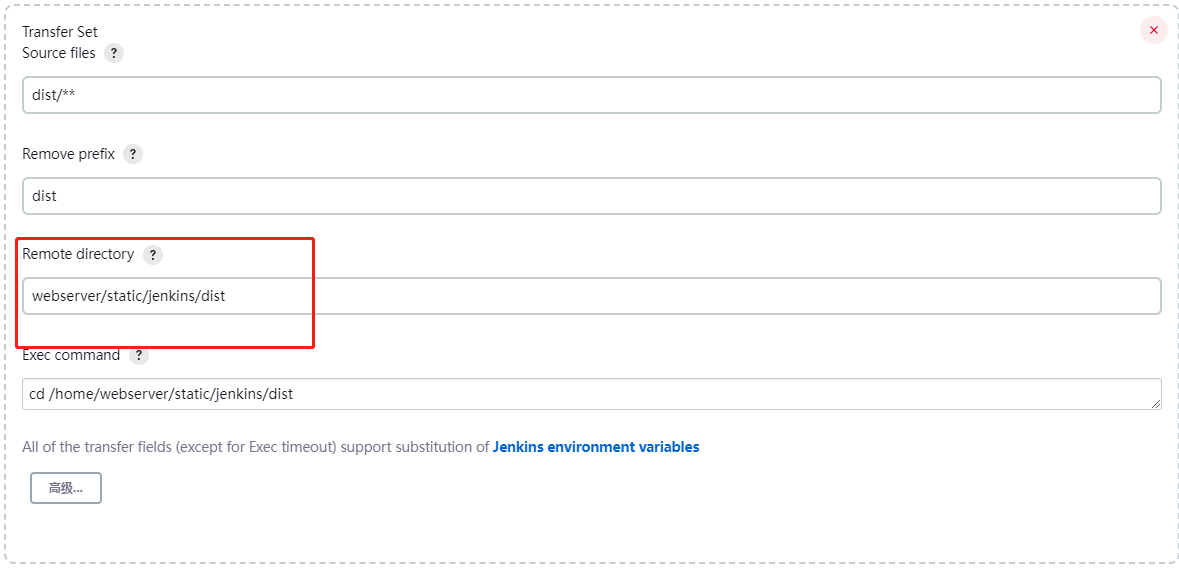 Transfer Set
Source files ?
dist/**
Remove prefix ?
dist
Remote directory ?
webserver/static/jenkins/dist
Exec command ?
cd /home/webserver/static/jenkins/dist
All of the transfer fields (except for Exec timeout) support substitution of Jenkins environment variables
高级...